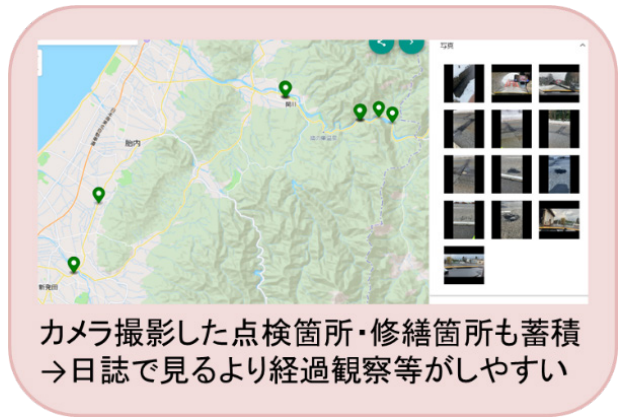 写真
関川
胎内
新発田
カメラ撮影した点検箇所・修繕箇所も蓄積
→日誌で見るより経過観察等がしやすい